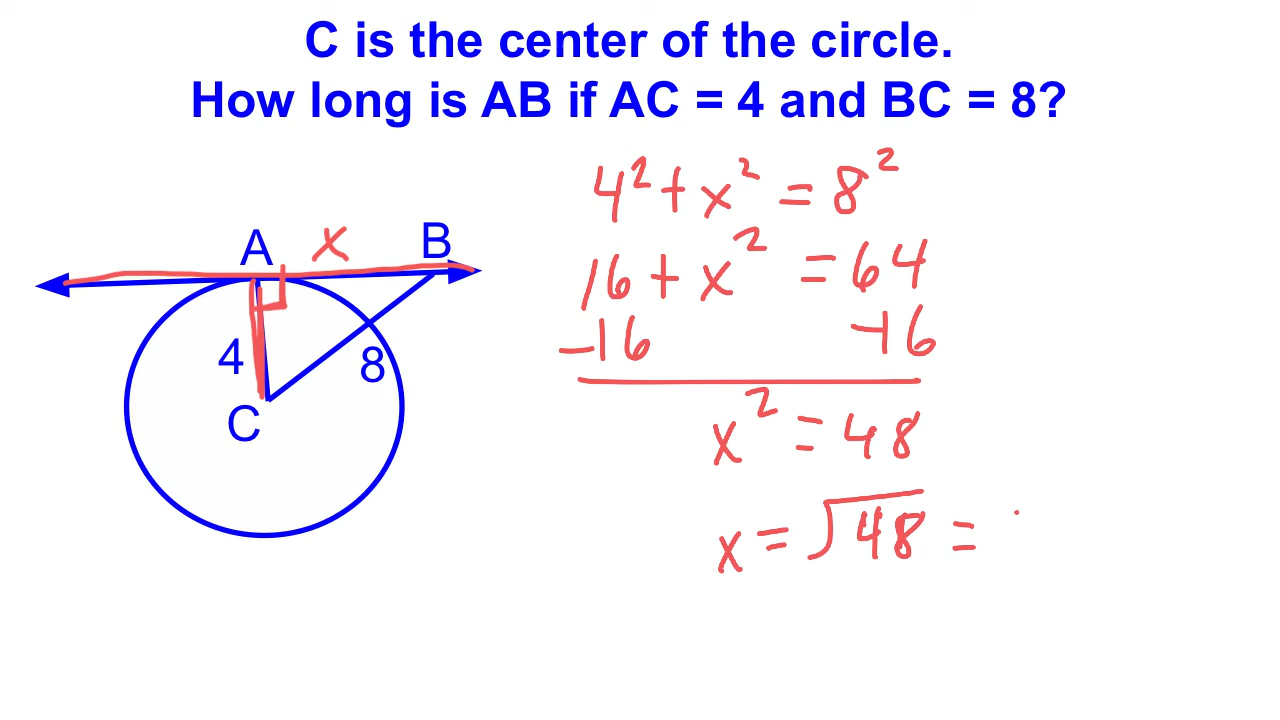 C is the center of the circle.
How long is AB if AC = 4 and BC = 8?
4² + x² = 8²
A x B
16 + x² = 64
-16 -16
4 8
C
x² = 48
x = √48 =